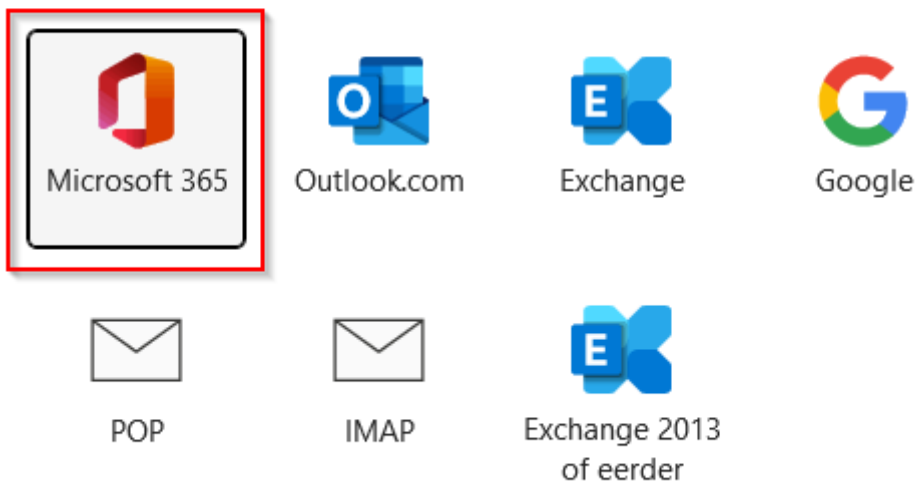 Microsoft 365
Outlook.com
Exchange
Google
POP
IMAP
Exchange 2013
of eerder